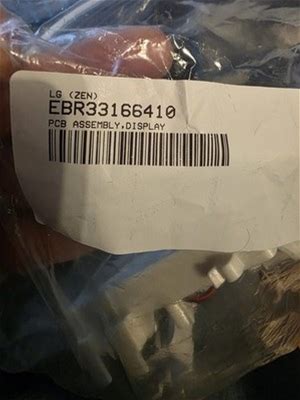 LG (ZEN)
EBR33166410
PCB ASSEMBLY,DISPLAY